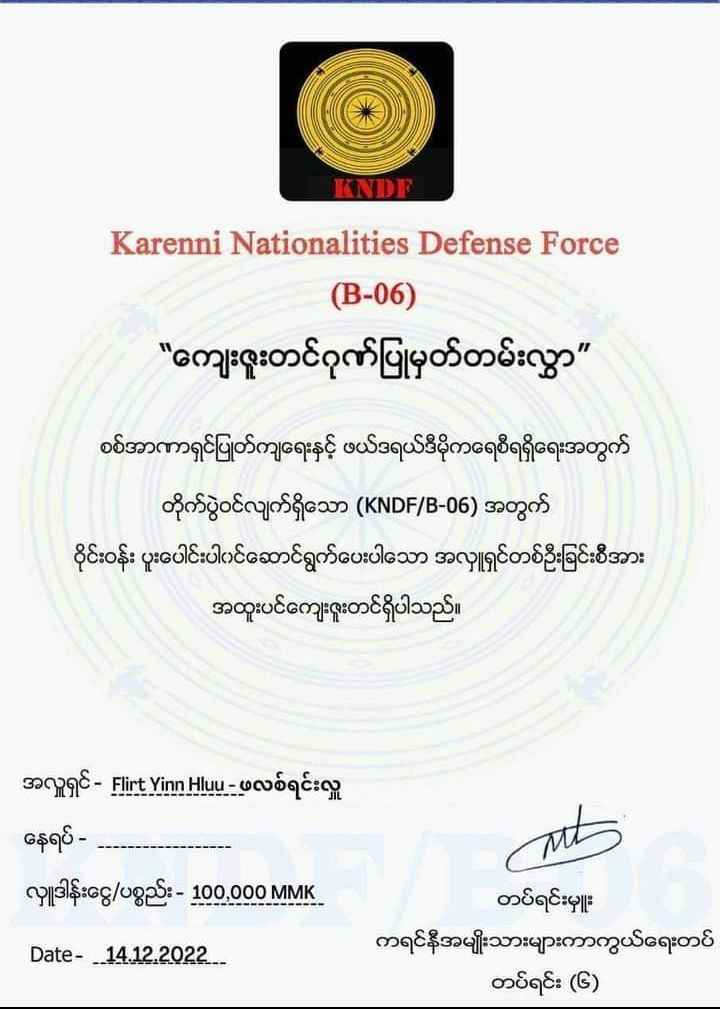 KNDF
Karenni Nationalities Defense Force
(B-06)
“ကျေးဇူးတင်ဂုဏ်ပြုမှတ်တမ်းလွှာ”
စစ်အာဏာရှင်ပြုတ်ကျရေးနှင့် ဖယ်ဒရယ်ဒီမိုကရေစီရရှိရေးအတွက်
တိုက်ပွဲဝင်လျက်ရှိသော (KNDF/B-06) အတွက်
ဝိုင်းဝန်း ပူးပေါင်းပါဝင်ဆောင်ရွက်ပေးပါသော အလှူရှင်တစ်ဦးခြင်းစီအား
အထူးပင်ကျေးဇူးတင်ရှိပါသည်။
အလှူရှင် - Flirt Yinn Hluu - ဖလစ်ရင်းလှူ
နေရပ် -
လှူဒါန်းငွေ/ပစ္စည်း - 100,000 MMK
Date - 14.12.2022
တပ်ရင်းမှူး
ကရင်နီအမျိုးသားများကာကွယ်ရေးတပ်
တပ်ရင်း (၆)
KNDF/B-06